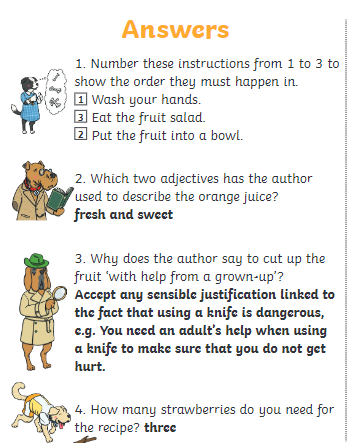 Answers
1. Number these instructions from 1 to 3 to
show the order they must happen in.
1 Wash your hands.
3 Eat the fruit salad.
2 Put the fruit into a bowl.
2. Which two adjectives has the author
used to describe the orange juice?
fresh and sweet
3. Why does the author say to cut up the
fruit ‘with help from a grown-up’?
Accept any sensible justification linked to
the fact that using a knife is dangerous,
e.g. You need an adult’s help when using
a knife to make sure that you do not get
hurt.
4. How many strawberries do you need for
the recipe? three